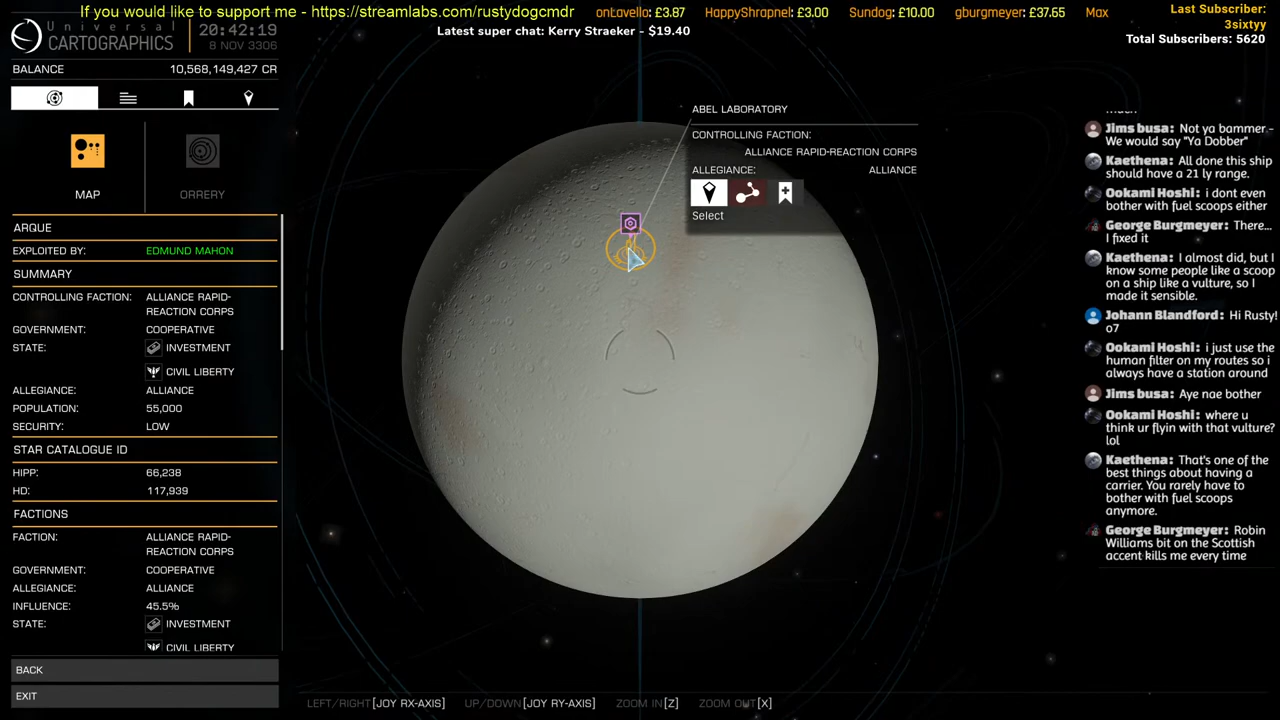 If you would like to support me - https://streamlabs.com/rustydogcmdr
onLavello: £3.87 HappyShrapnel: £3.00 Sundog: £10.00 gburgmeyer: £37.65 Max
Latest super chat: Kerry Straeker - $19.40
Last Subscriber:
3sixtyy
Total Subscribers: 5620
Universal
CARTOGRAPHICS
20:42:19
8 NOV 3306
BALANCE 10,568,149,427 CR
MAP ORRERY
ARQUE
EXPLOITED BY: EDMUND MAHON
SUMMARY
CONTROLLING FACTION: ALLIANCE RAPID-
REACTION CORPS
GOVERNMENT: COOPERATIVE
STATE: INVESTMENT
CIVIL LIBERTY
ALLEGIANCE: ALLIANCE
POPULATION: 55,000
SECURITY: LOW
STAR CATALOGUE ID
HIPP: 66,238
HD: 117,939
FACTIONS
FACTION: ALLIANCE RAPID-
REACTION CORPS
GOVERNMENT: COOPERATIVE
ALLEGIANCE: ALLIANCE
INFLUENCE: 45.5%
STATE: INVESTMENT
CIVIL LIBERTY
BACK
EXIT
ABEL LABORATORY
CONTROLLING FACTION:
ALLIANCE RAPID-REACTION CORPS
ALLEGIANCE: ALLIANCE
Select
LEFT/RIGHT[JOY RX-AXIS] UP/DOWN[JOY RY-AXIS] ZOOM IN[Z] ZOOM OUT[X]
Jims busa: Not ya bammer -
We would say "Ya Dobber"
Kaethena: All done this ship
should have a 21 ly range.
Ookami Hoshi: i dont even
bother with fuel scoops either
George Burgmeyer: There...
I fixed it
Kaethena: I almost did, but I
know some people like a scoop
on a ship like a vulture, so I
made it sensible.
Johann Blandford: Hi Rusty!
o7
Ookami Hoshi: i just use the
human filter on my routes so i
always have a station around
Jims busa: Aye nae bother
Ookami Hoshi: where u
think ur flyin with that vulture?
lol
Kaethena: That's one of the
best things about having a
carrier. You rarely have to
bother with fuel scoops
anymore.
George Burgmeyer: Robin
Williams bit on the Scottish
accent kills me every time